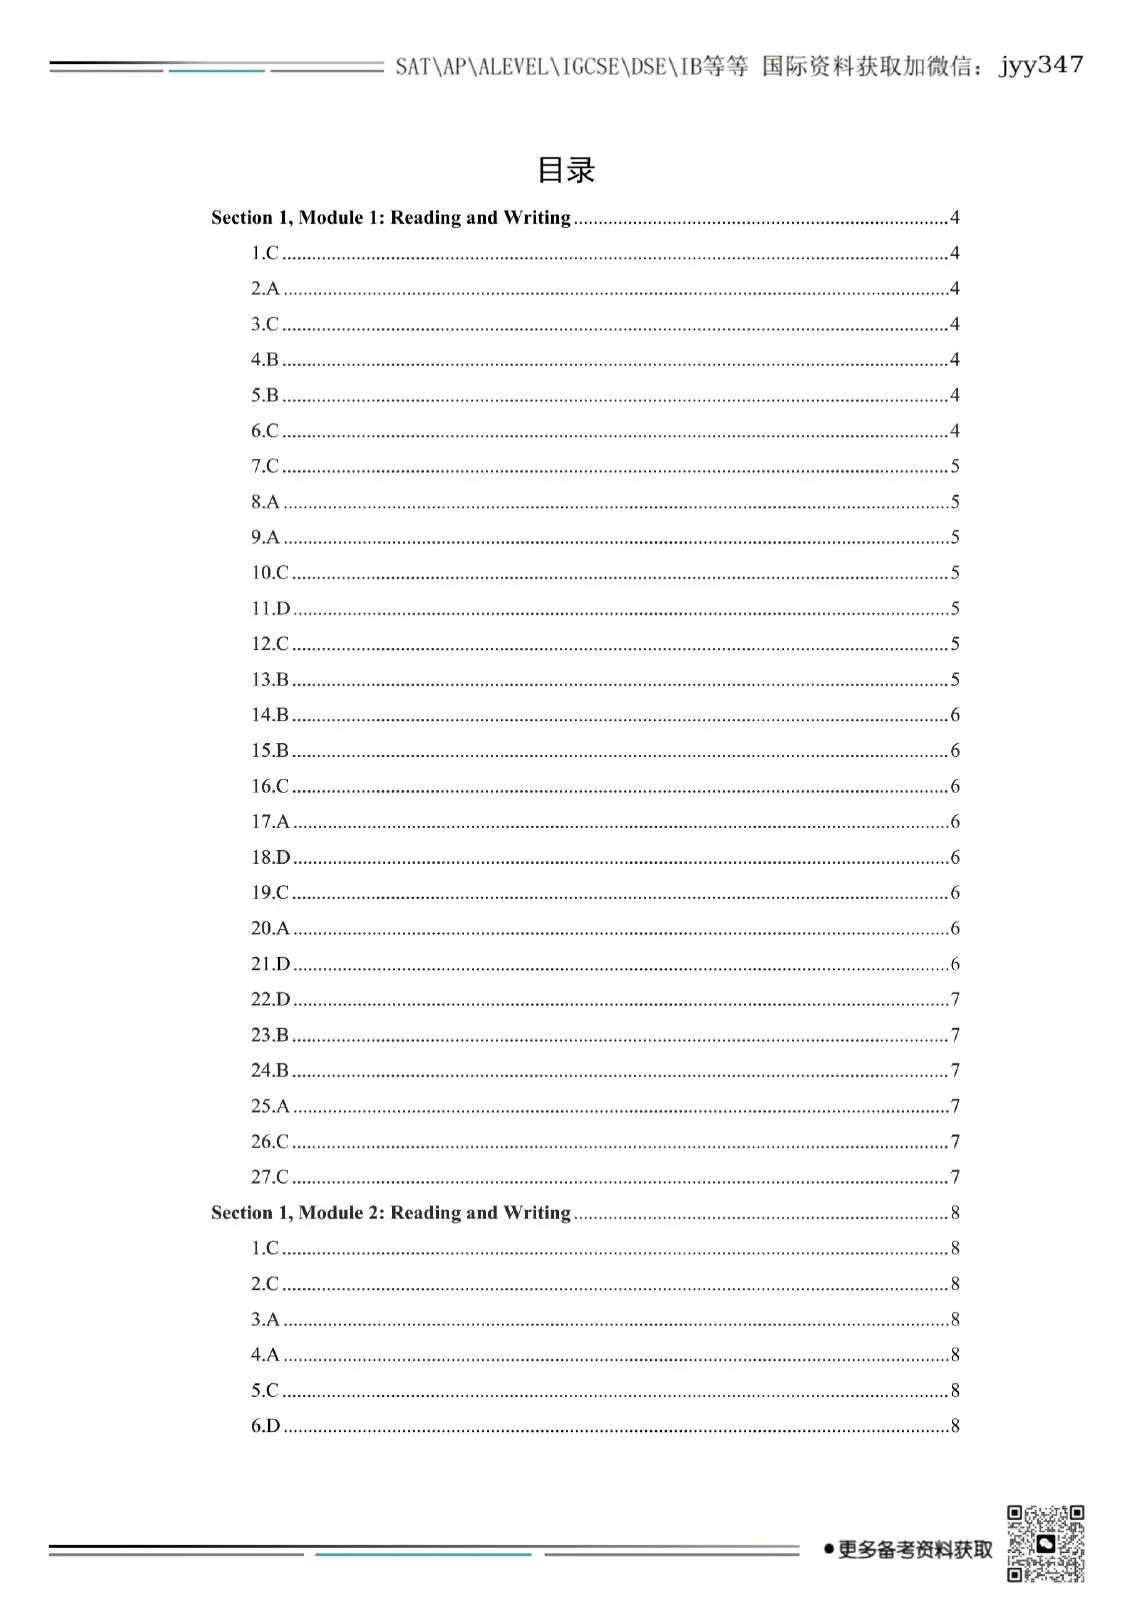 SAT\AP\ALEVEL\IGCSE\DSE\IB等等 国际资料获取加微信: jyy347
目录
Section 1, Module 1: Reading and Writing 4
1.C 4
2.A 4
3.C 4
4.B 4
5.B 4
6.C 4
7.C 5
8.A 5
9.A 5
10.C 5
11.D 5
12.C 5
13.B 5
14.B 6
15.B 6
16.C 6
17.A 6
18.D 6
19.C 6
20.A 6
21.D 6
22.D 7
23.B 7
24.B 7
25.A 7
26.C 7
27.C 7
Section 1, Module 2: Reading and Writing 8
1.C 8
2.C 8
3.A 8
4.A 8
5.C 8
6.D 8
●更多备考资料获取